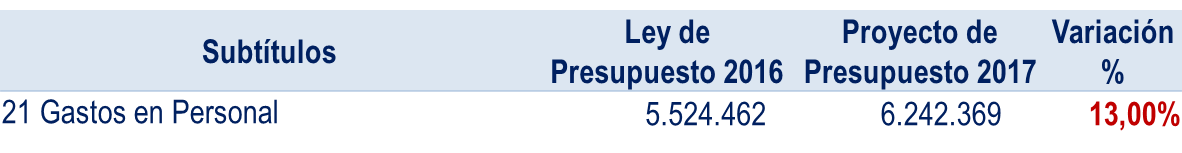 Subtítulos Ley de Presupuesto 2016 Proyecto de Presupuesto 2017 Variación %
21 Gastos en Personal 5.524.462 6.242.369 13,00%